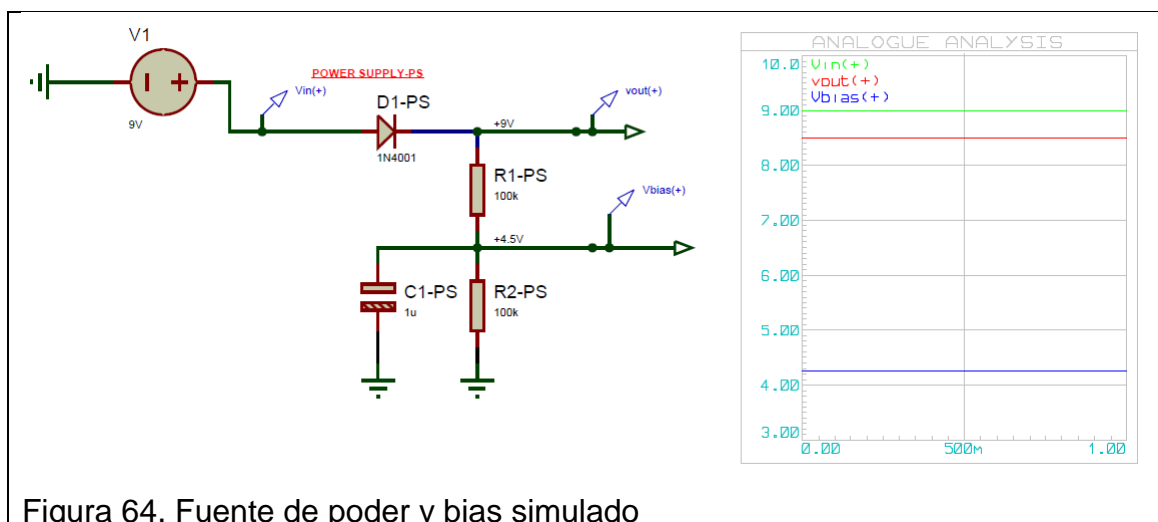 V1
9V
POWER SUPPLY-PS
Vin(+)
D1-PS
1N4001
+9V
vout(+)
R1-PS
100k
Vbias(+)
+4.5V
C1-PS
1u
R2-PS
100k
ANALOGUE ANALYSIS
10.0
Vin(+)
vout(+)
Vbias(+)
9.00
8.00
7.00
6.00
5.00
4.00
3.00
0.00
500m
1.00
Figura 64. Fuente de poder y bias simulado